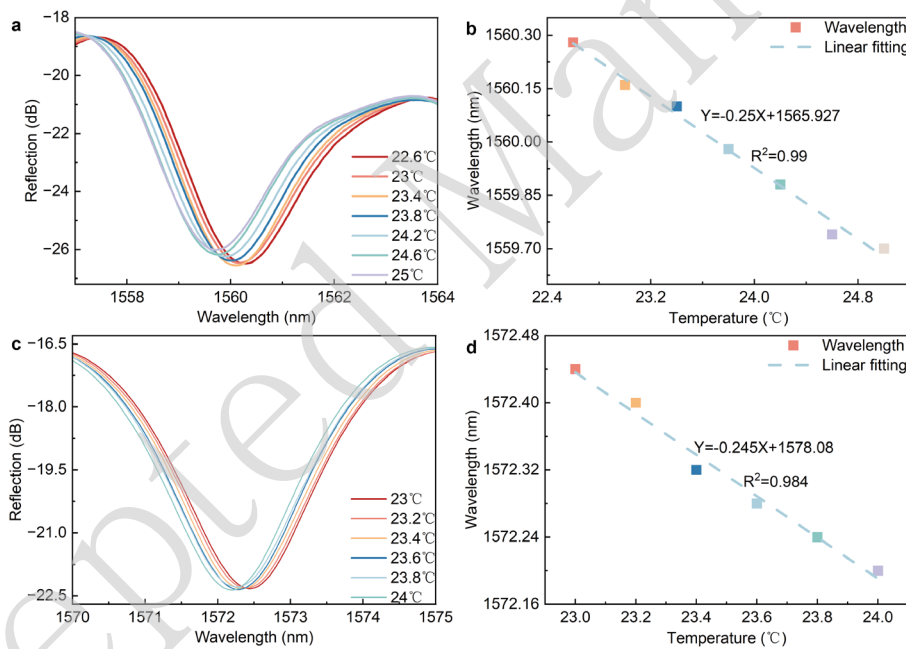 a
−18
−20
−22
−24
−26
Reflection (dB)
22.6℃
23℃
23.4℃
23.8℃
24.2℃
24.6℃
25℃
1558
1560
1562
1564
Wavelength (nm)
b
1560.30
1560.15
1560.00
1559.85
1559.70
Wavelength (nm)
Wavelength
Linear fitting
Y=-0.25X+1565.927
R²=0.99
22.4
23.2
24.0
24.8
Temperature (℃)
c
−16.5
−18.0
−19.5
−21.0
−22.5
Reflection (dB)
23℃
23.2℃
23.4℃
23.6℃
23.8℃
24℃
1570
1571
1572
1573
1574
1575
Wavelength (nm)
d
1572.48
1572.40
1572.32
1572.24
1572.16
Wavelength (nm)
Wavelength
Linear fitting
Y=-0.245X+1578.08
R²=0.984
23.0
23.2
23.4
23.6
23.8
24.0
Temperature (℃)
epted Man